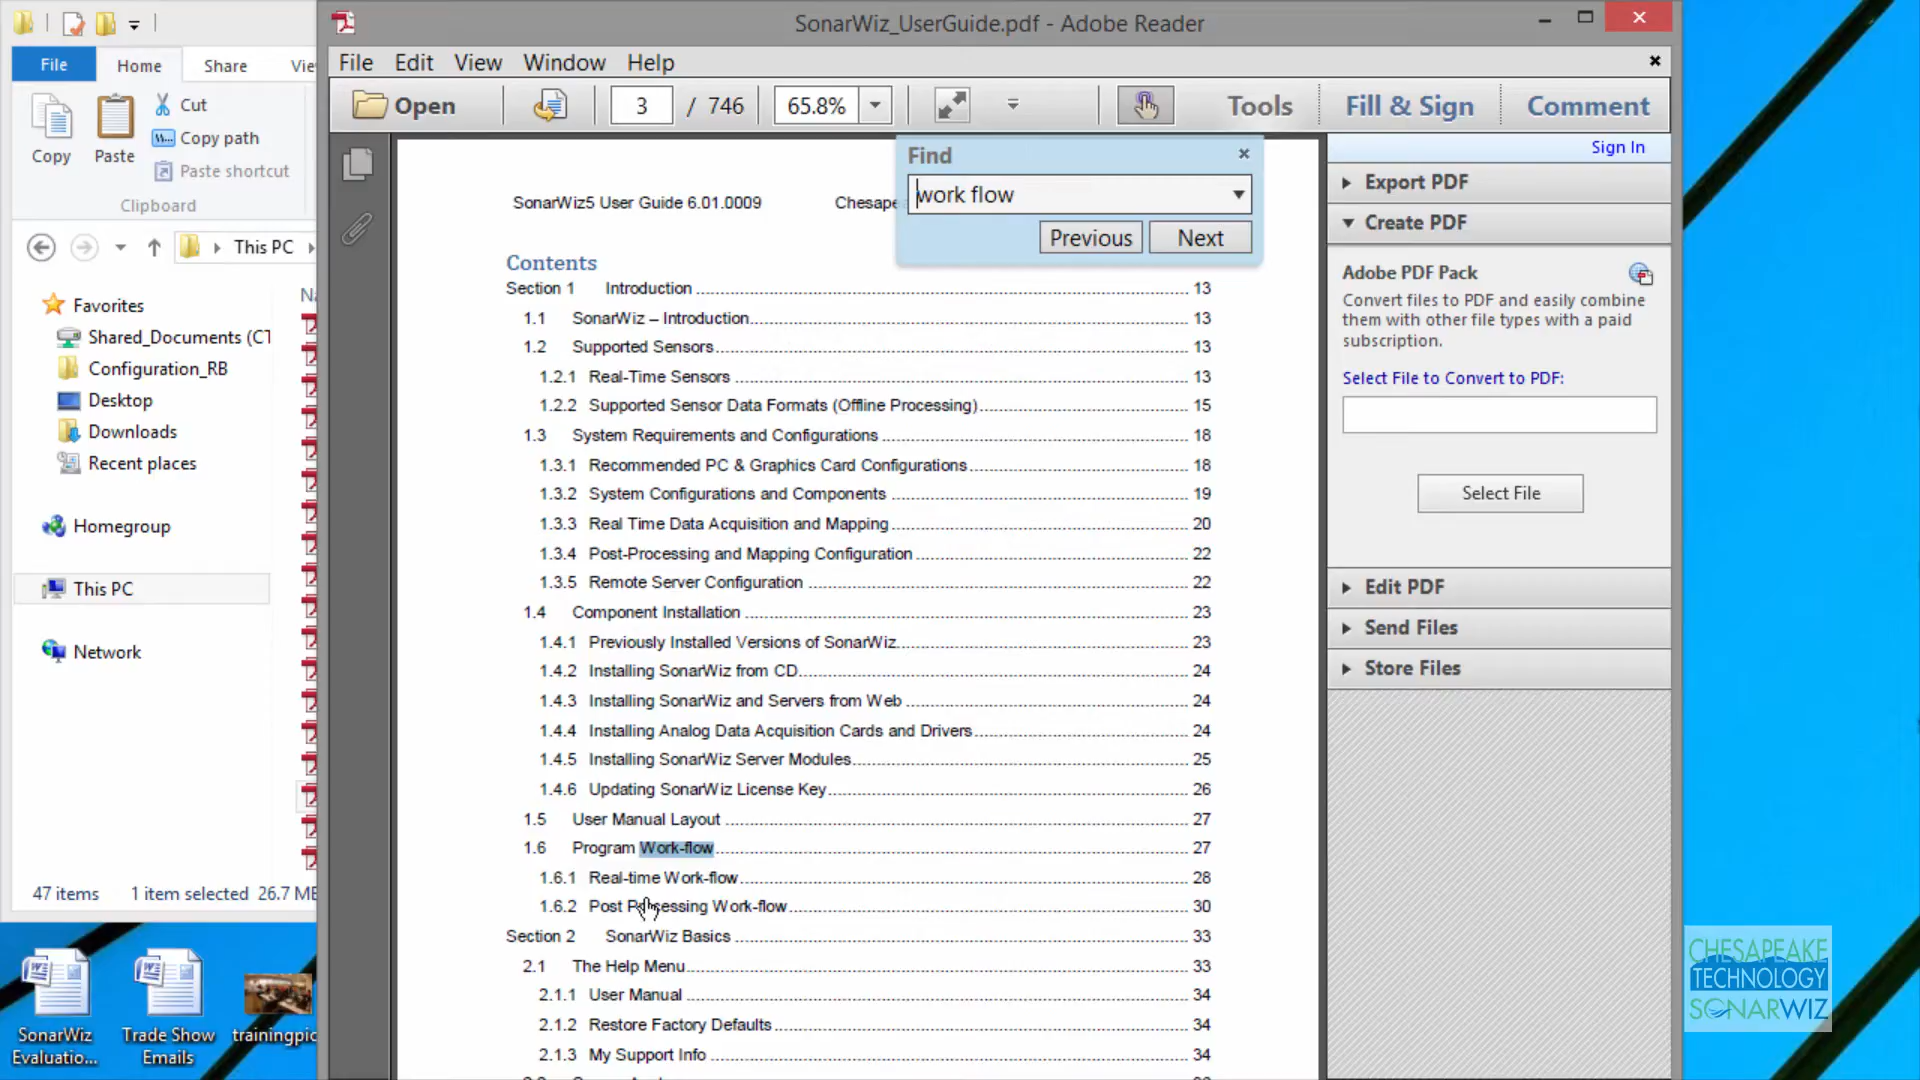 SonarWiz_UserGuide.pdf - Adobe Reader
File Home Share
Copy
Paste
Cut
Copy path
Paste shortcut
Clipboard
This PC
Favorites
Shared_Documents (CT
Configuration_RB
Desktop
Downloads
Recent places
Homegroup
This PC
Network
47 items 1 item selected 26.7 MB
SonarWiz
Evaluatio...
Trade Show
Emails
trainingpic
File Edit View Window Help
Open 3 / 746 65.8% Tools Fill & Sign Comment
Find
work flow
Previous Next
SonarWiz5 User Guide 6.01.0009
Contents
Section 1 Introduction 13
1.1 SonarWiz – Introduction 13
1.2 Supported Sensors 13
1.2.1 Real-Time Sensors 13
1.2.2 Supported Sensor Data Formats (Offline Processing) 15
1.3 System Requirements and Configurations 18
1.3.1 Recommended PC & Graphics Card Configurations 18
1.3.2 System Configurations and Components 19
1.3.3 Real Time Data Acquisition and Mapping 20
1.3.4 Post-Processing and Mapping Configuration 22
1.3.5 Remote Server Configuration 22
1.4 Component Installation 23
1.4.1 Previously Installed Versions of SonarWiz 23
1.4.2 Installing SonarWiz from CD 24
1.4.3 Installing SonarWiz and Servers from Web 24
1.4.4 Installing Analog Data Acquisition Cards and Drivers 24
1.4.5 Installing SonarWiz Server Modules 25
1.4.6 Updating SonarWiz License Key 26
1.5 User Manual Layout 27
1.6 Program Work-flow 27
1.6.1 Real-time Work-flow 28
1.6.2 Post Processing Work-flow 30
Section 2 SonarWiz Basics 33
2.1 The Help Menu 33
2.1.1 User Manual 34
2.1.2 Restore Factory Defaults 34
2.1.3 My Support Info 34
Sign In
Export PDF
Create PDF
Adobe PDF Pack
Convert files to PDF and easily combine
them with other file types with a paid
subscription.
Select File to Convert to PDF:
Select File
Edit PDF
Send Files
Store Files
CHESAPEAKE
TECHNOLOGY
SONARWIZ